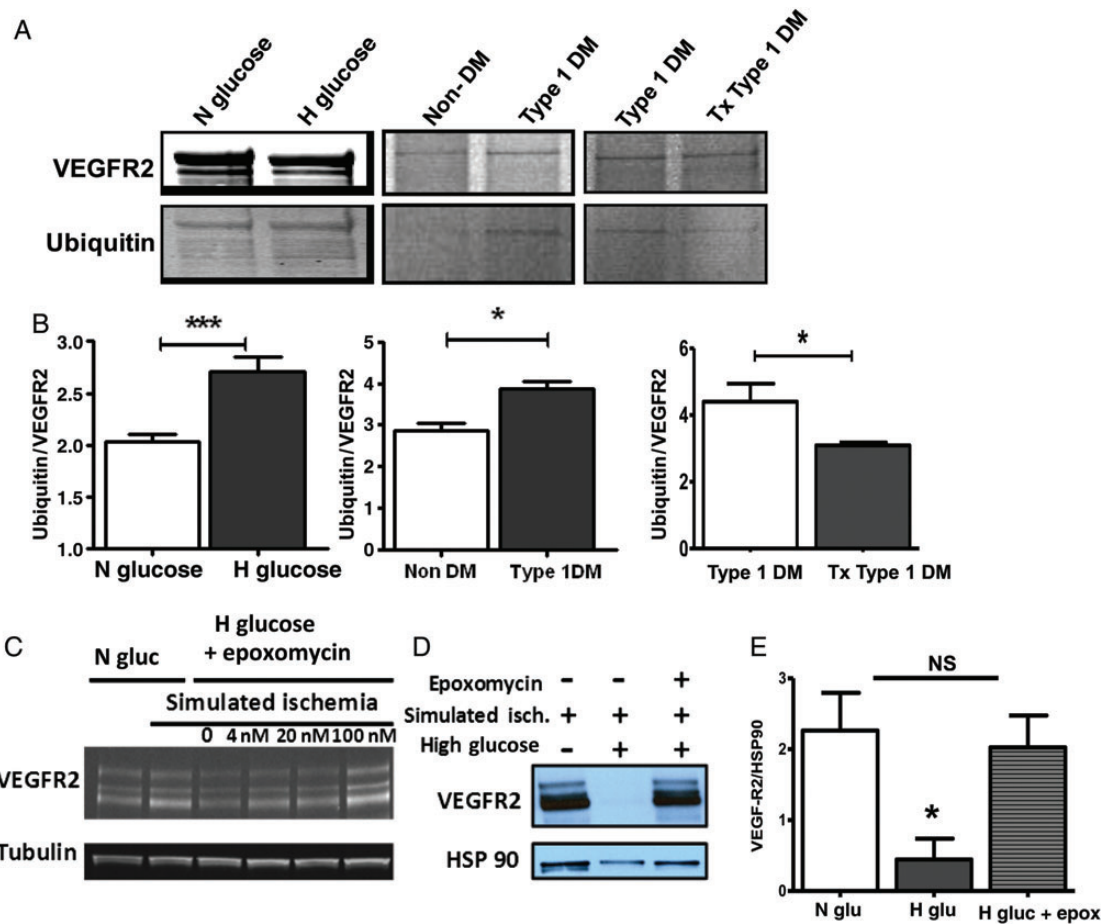 A
N glucose
H glucose
Non- DM
Type 1 DM
Type 1 DM
Tx Type 1 DM
VEGFR2
Ubiquitin
B
***
3.0
2.5
2.0
1.5
1.0
Ubiquitin/VEGFR2
N glucose
H glucose
*
5
4
3
2
1
0
Ubiquitin/VEGFR2
Non DM
Type 1DM
*
6
4
2
0
Ubiquitin/VEGFR2
Type 1 DM
Tx Type 1 DM
C
H glucose
N gluc
+ epoxomycin
Simulated ischemia
0 4 nM 20 nM 100 nM
VEGFR2
Tubulin
D
Epoxomycin - - +
Simulated isch. + + +
High glucose - + +
VEGFR2
HSP 90
E
NS
3
2
1
0
VEGF-R2/HSP90
*
N glu
H glu
H gluc + epox